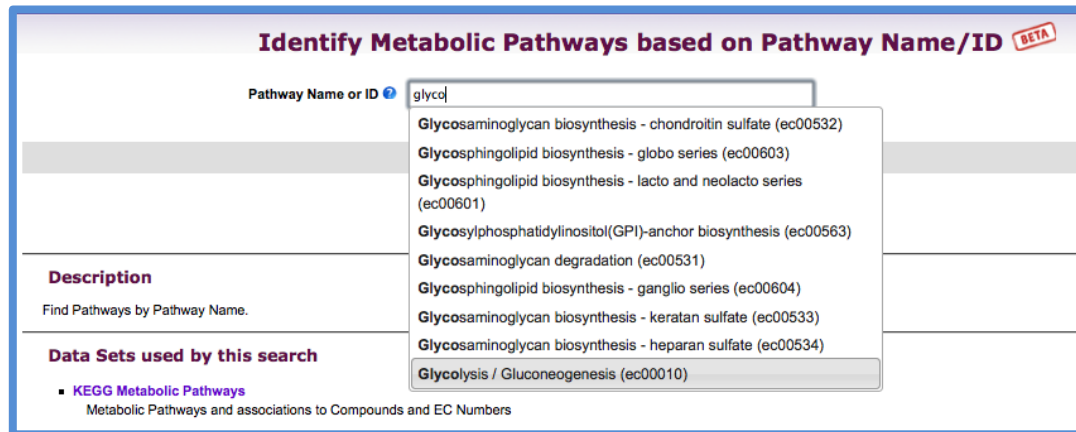 Identify Metabolic Pathways based on Pathway Name/ID BETA
Pathway Name or ID ? glyco
Glycosaminoglycan biosynthesis - chondroitin sulfate (ec00532)
Glycosphingolipid biosynthesis - globo series (ec00603)
Glycosphingolipid biosynthesis - lacto and neolacto series
(ec00601)
Glycosylphosphatidylinositol(GPI)-anchor biosynthesis (ec00563)
Glycosaminoglycan degradation (ec00531)
Glycosphingolipid biosynthesis - ganglio series (ec00604)
Glycosaminoglycan biosynthesis - keratan sulfate (ec00533)
Glycosaminoglycan biosynthesis - heparan sulfate (ec00534)
Glycolysis / Gluconeogenesis (ec00010)
Description
Find Pathways by Pathway Name.
Data Sets used by this search
KEGG Metabolic Pathways
Metabolic Pathways and associations to Compounds and EC Numbers